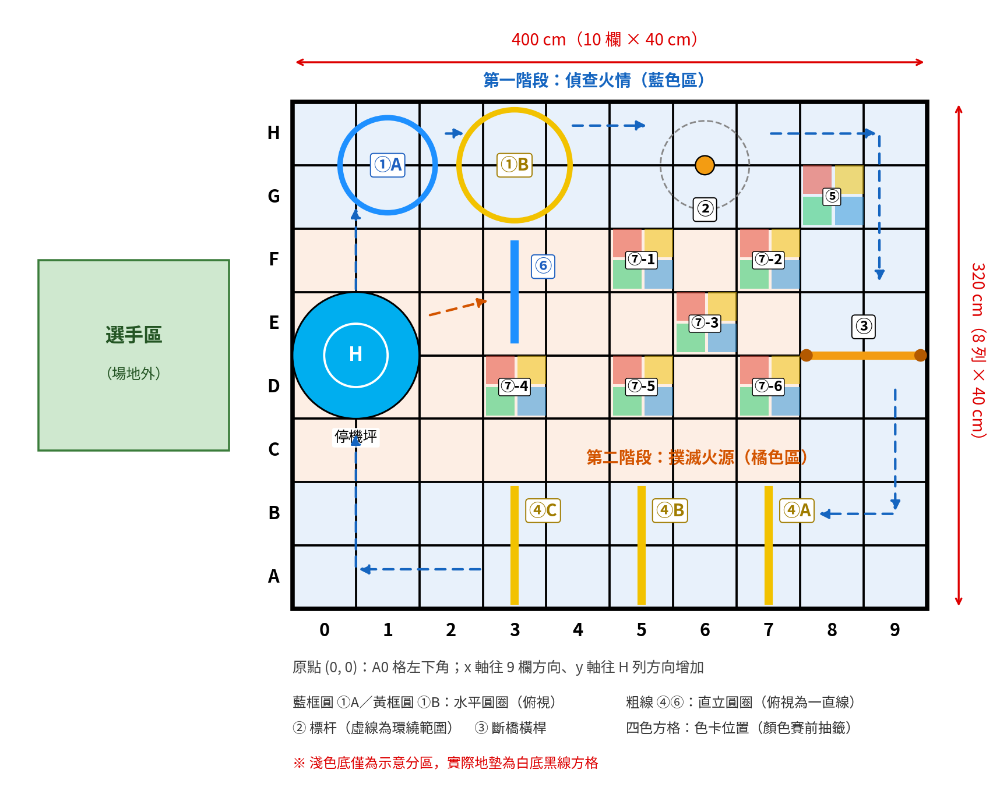 400 cm（10 欄 × 40 cm）
第一階段：偵查火情（藍色區）
H
①A
①B
②
G
⑤
F
⑥
⑦-1
⑦-2
選手區
（場地外）
E
H
⑦-3
③
320 cm（8 列 × 40 cm）
D
⑦-4
⑦-5
⑦-6
停機坪
C
第二階段：撲滅火源（橘色區）
B
④C
④B
④A
A
0 1 2 3 4 5 6 7 8 9
原點 (0, 0)：A0 格左下角；x 軸往 9 欄方向、y 軸往 H 列方向增加
藍框圓 ①A／黃框圓 ①B：水平圓圈（俯視）
粗線 ④⑥：直立圓圈（俯視為一直線）
② 標杆（虛線為環繞範圍） ③ 斷橋橫桿
四色方格：色卡位置（顏色賽前抽籤）
※ 淺色底僅為示意分區，實際地墊為白底黑線方格